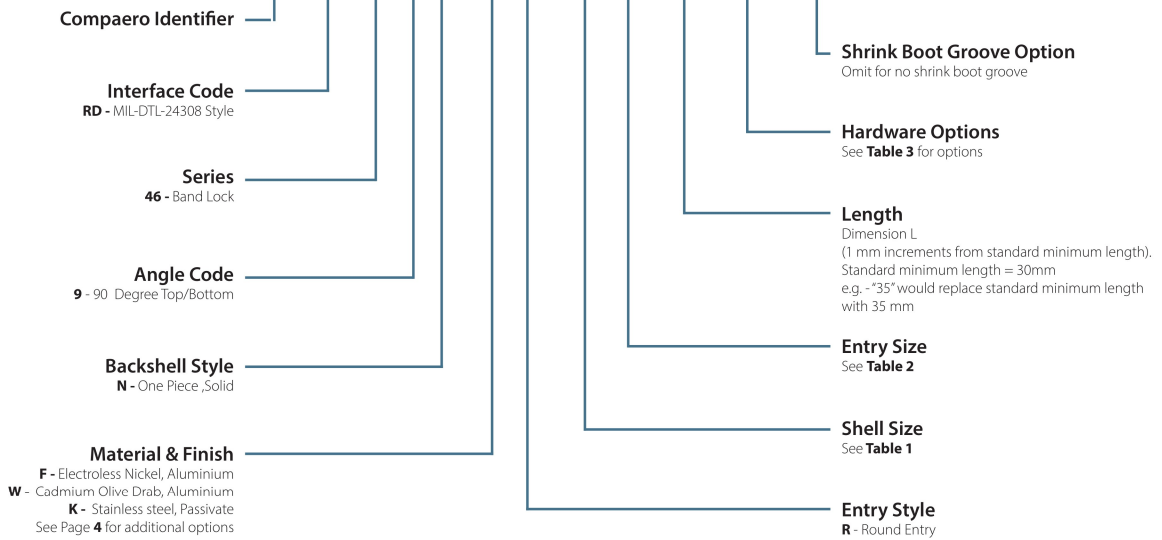 Compaero Identifier
Interface Code
RD - MIL-DTL-24308 Style
Series
46 - Band Lock
Angle Code
9 - 90  Degree Top/Bottom
Backshell Style
N - One Piece ,Solid
Material & Finish
F - Electroless Nickel, Aluminium
W -  Cadmium Olive Drab, Aluminium
K -  Stainless steel, Passivate
See Page 4 for additional options
Shrink Boot Groove Option
Omit for no shrink boot groove
Hardware Options
See Table 3 for options
Length
Dimension L
(1 mm increments from standard minimum length).
Standard minimum length = 30mm
e.g. - “35” would replace standard minimum length
with 35 mm
Entry Size
See Table 2
Shell Size
See Table 1
Entry Style
R - Round Entry